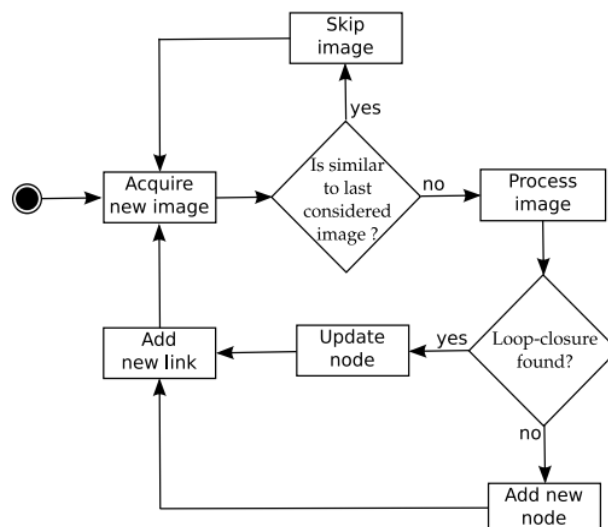 Skip
image
yes
Is similar
to last
considered
image ?
Acquire
new image
no
Process
image
Add
new link
Update
node
yes
Loop-closure
found?
no
Add new
node